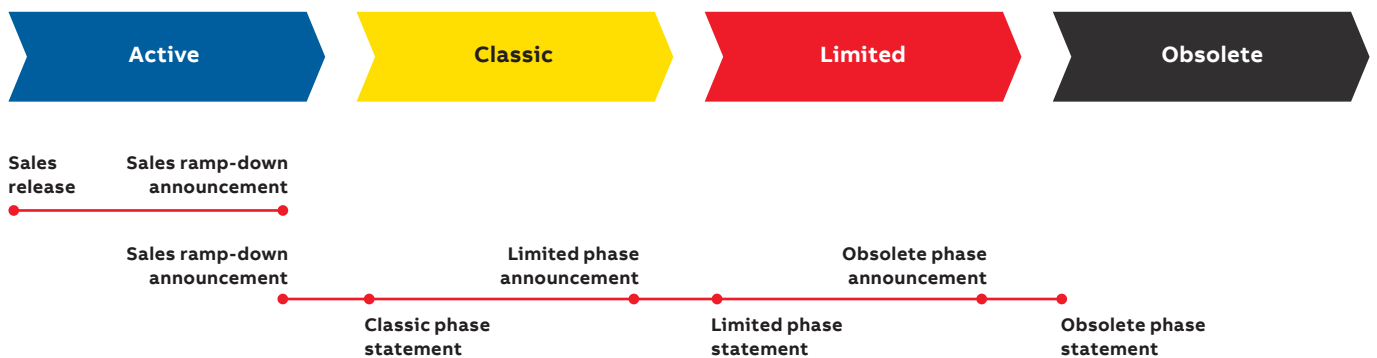 Active
Classic
Limited
Obsolete
Sales
release
Sales ramp-down
announcement
Sales ramp-down
announcement
Limited phase
announcement
Obsolete phase
announcement
Classic phase
statement
Limited phase
statement
Obsolete phase
statement